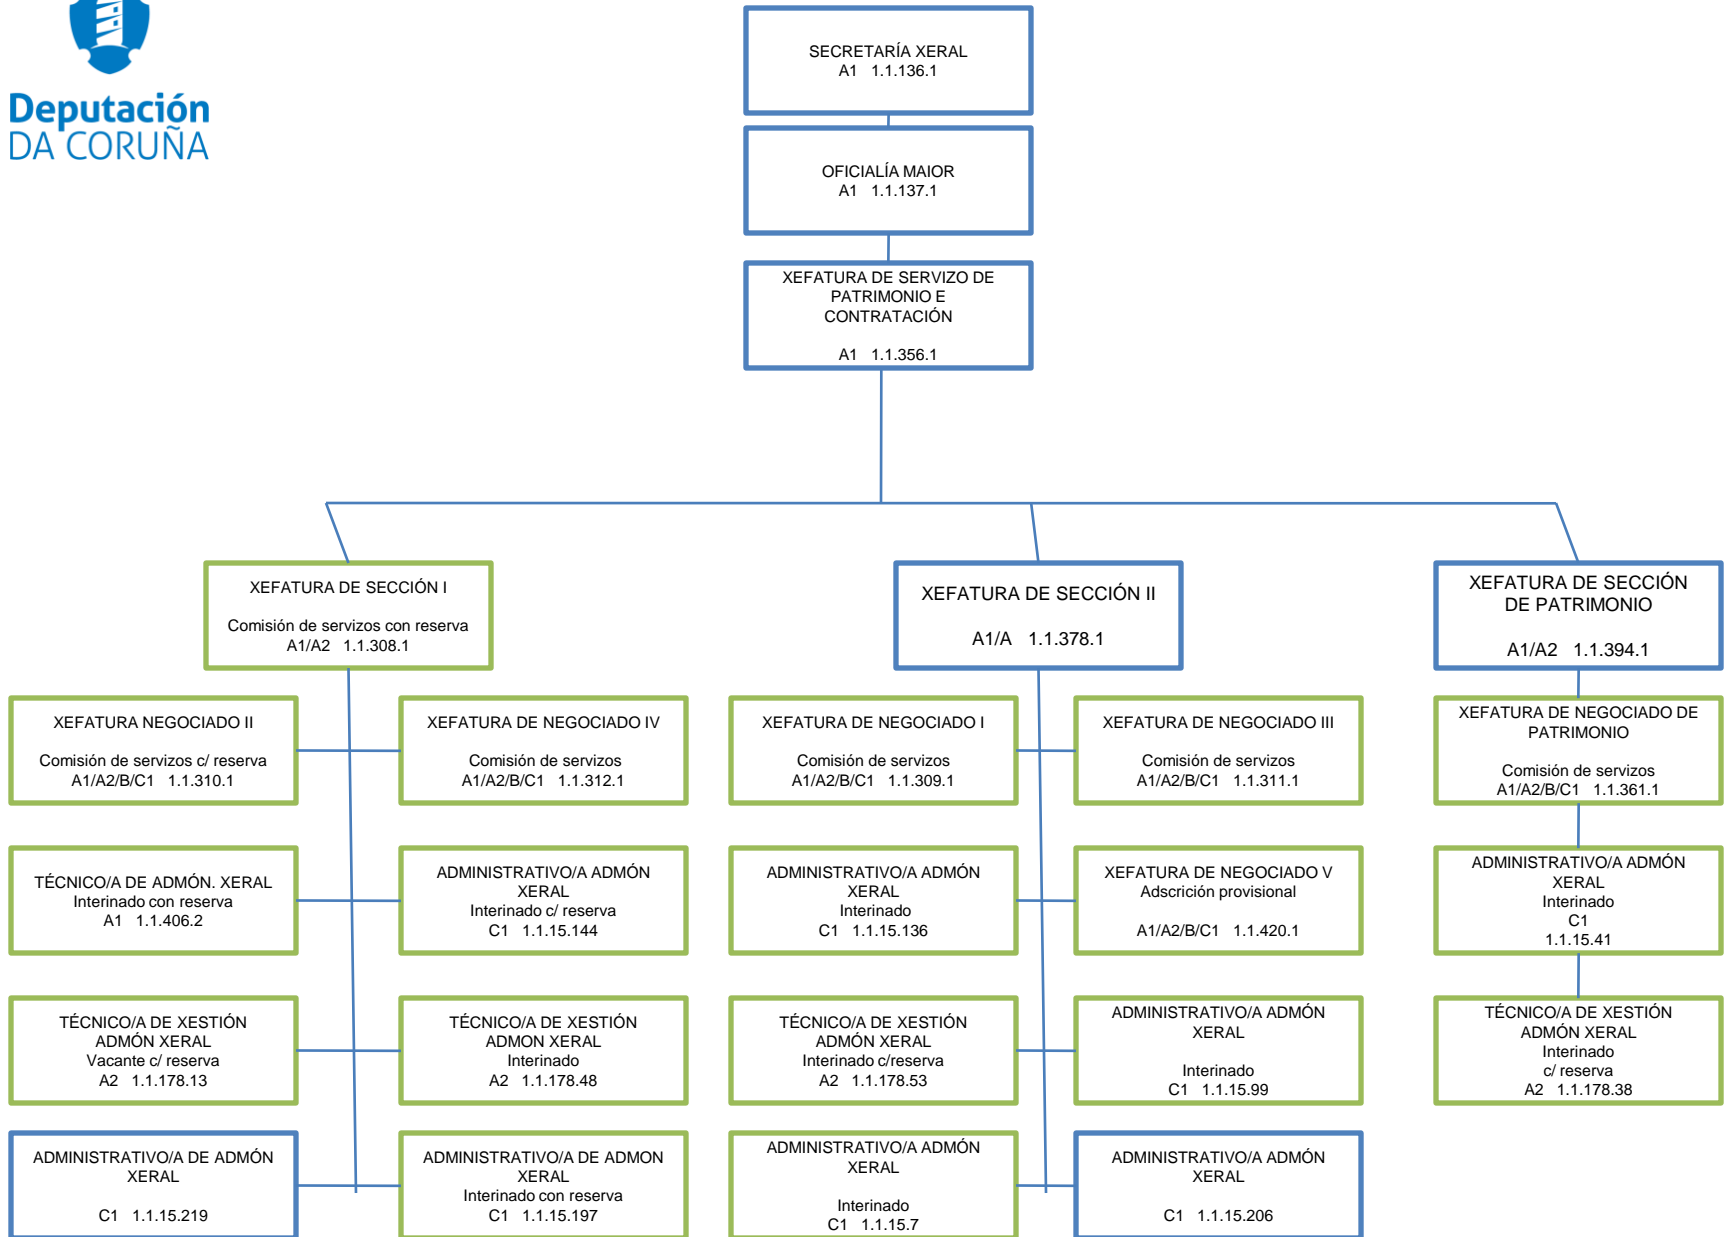 Deputación
DA CORUÑA
SECRETARÍA XERAL
A1 1.1.136.1
OFICIALÍA MAIOR
A1 1.1.137.1
XEFATURA DE SERVIZO DE
PATRIMONIO E
CONTRATACIÓN
A1 1.1.356.1
XEFATURA DE SECCIÓN I
Comisión de servizos con reserva
A1/A2 1.1.308.1
XEFATURA DE SECCIÓN II
A1/A 1.1.378.1
XEFATURA DE SECCIÓN
DE PATRIMONIO
A1/A2 1.1.394.1
XEFATURA NEGOCIADO II
Comisión de servizos c/ reserva
A1/A2/B/C1 1.1.310.1
XEFATURA DE NEGOCIADO IV
Comisión de servizos
A1/A2/B/C1 1.1.312.1
XEFATURA DE NEGOCIADO I
Comisión de servizos
A1/A2/B/C1 1.1.309.1
XEFATURA DE NEGOCIADO III
Comisión de servizos
A1/A2/B/C1 1.1.311.1
XEFATURA DE NEGOCIADO DE
PATRIMONIO
Comisión de servizos
A1/A2/B/C1 1.1.361.1
TÉCNICO/A DE ADMÓN. XERAL
Interinado con reserva
A1 1.1.406.2
ADMINISTRATIVO/A ADMÓN
XERAL
Interinado c/ reserva
C1 1.1.15.144
ADMINISTRATIVO/A ADMÓN
XERAL
Interinado
C1 1.1.15.136
XEFATURA DE NEGOCIADO V
Adscrición provisional
A1/A2/B/C1 1.1.420.1
ADMINISTRATIVO/A ADMÓN
XERAL
Interinado
C1
1.1.15.41
TÉCNICO/A DE XESTIÓN
ADMÓN XERAL
Vacante c/ reserva
A2 1.1.178.13
TÉCNICO/A DE XESTIÓN
ADMON XERAL
Interinado
A2 1.1.178.48
TÉCNICO/A DE XESTIÓN
ADMÓN XERAL
Interinado c/reserva
A2 1.1.178.53
ADMINISTRATIVO/A ADMÓN
XERAL
Interinado
C1 1.1.15.99
TÉCNICO/A DE XESTIÓN
ADMÓN XERAL
Interinado
c/ reserva
A2 1.1.178.38
ADMINISTRATIVO/A DE ADMÓN
XERAL
C1 1.1.15.219
ADMINISTRATIVO/A DE ADMON
XERAL
Interinado con reserva
C1 1.1.15.197
ADMINISTRATIVO/A ADMÓN
XERAL
Interinado
C1 1.1.15.7
ADMINISTRATIVO/A ADMÓN
XERAL
C1 1.1.15.206